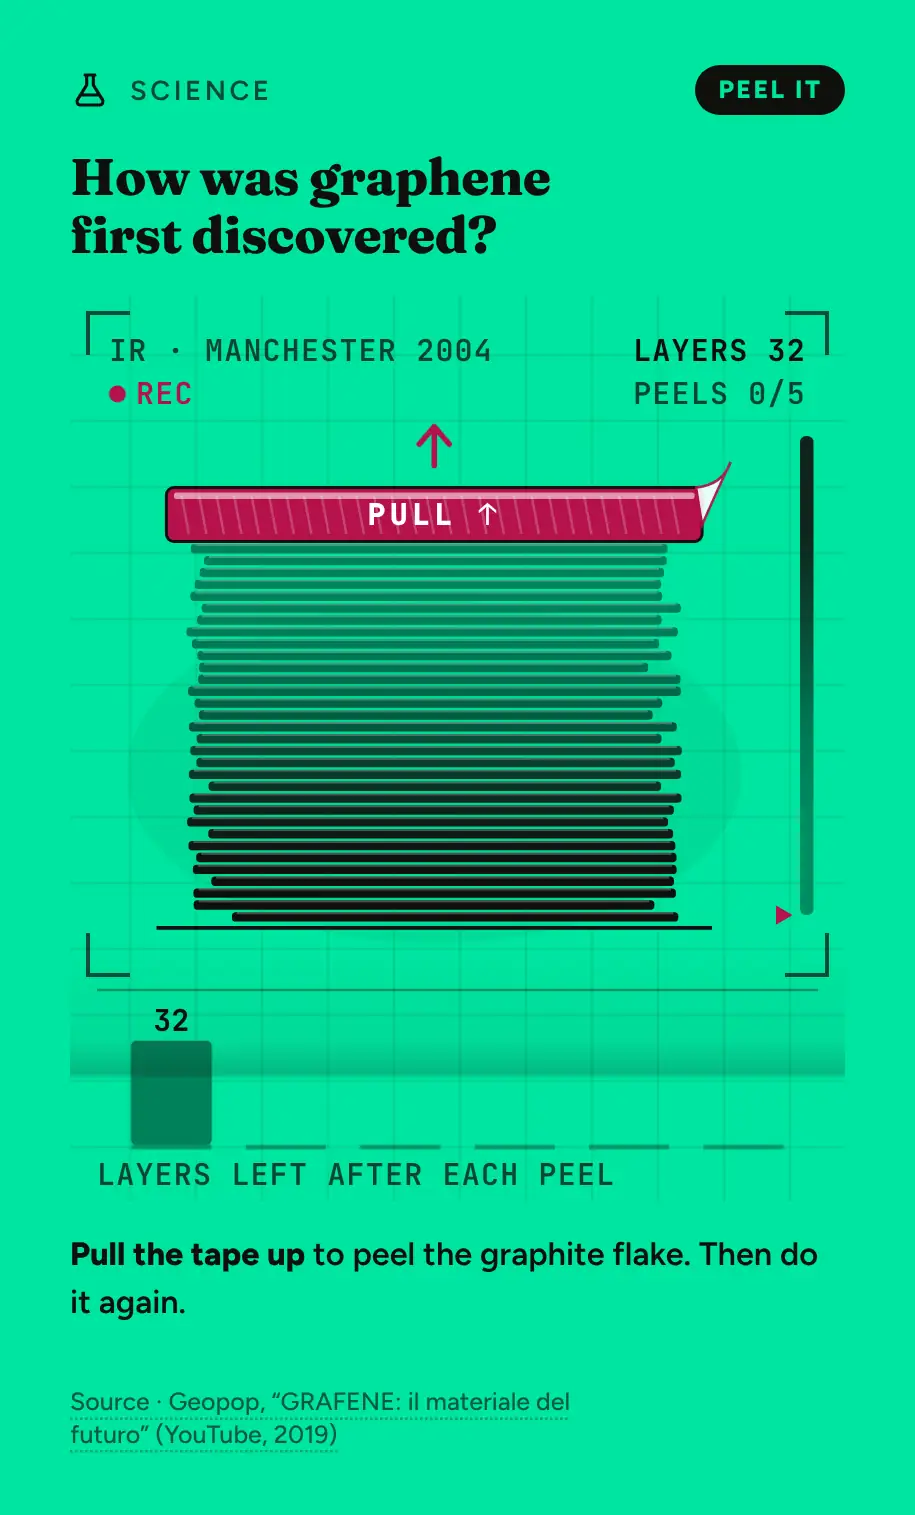 SCIENCE
PEEL IT
How was graphene
first discovered?
IR · MANCHESTER 2004
LAYERS 32
REC
PEELS 0/5
PULL ↑
32
LAYERS LEFT AFTER EACH PEEL
Pull the tape up to peel the graphite flake. Then do
it again.
Source · Geopop, “GRAFENE: il materiale del
futuro” (YouTube, 2019)